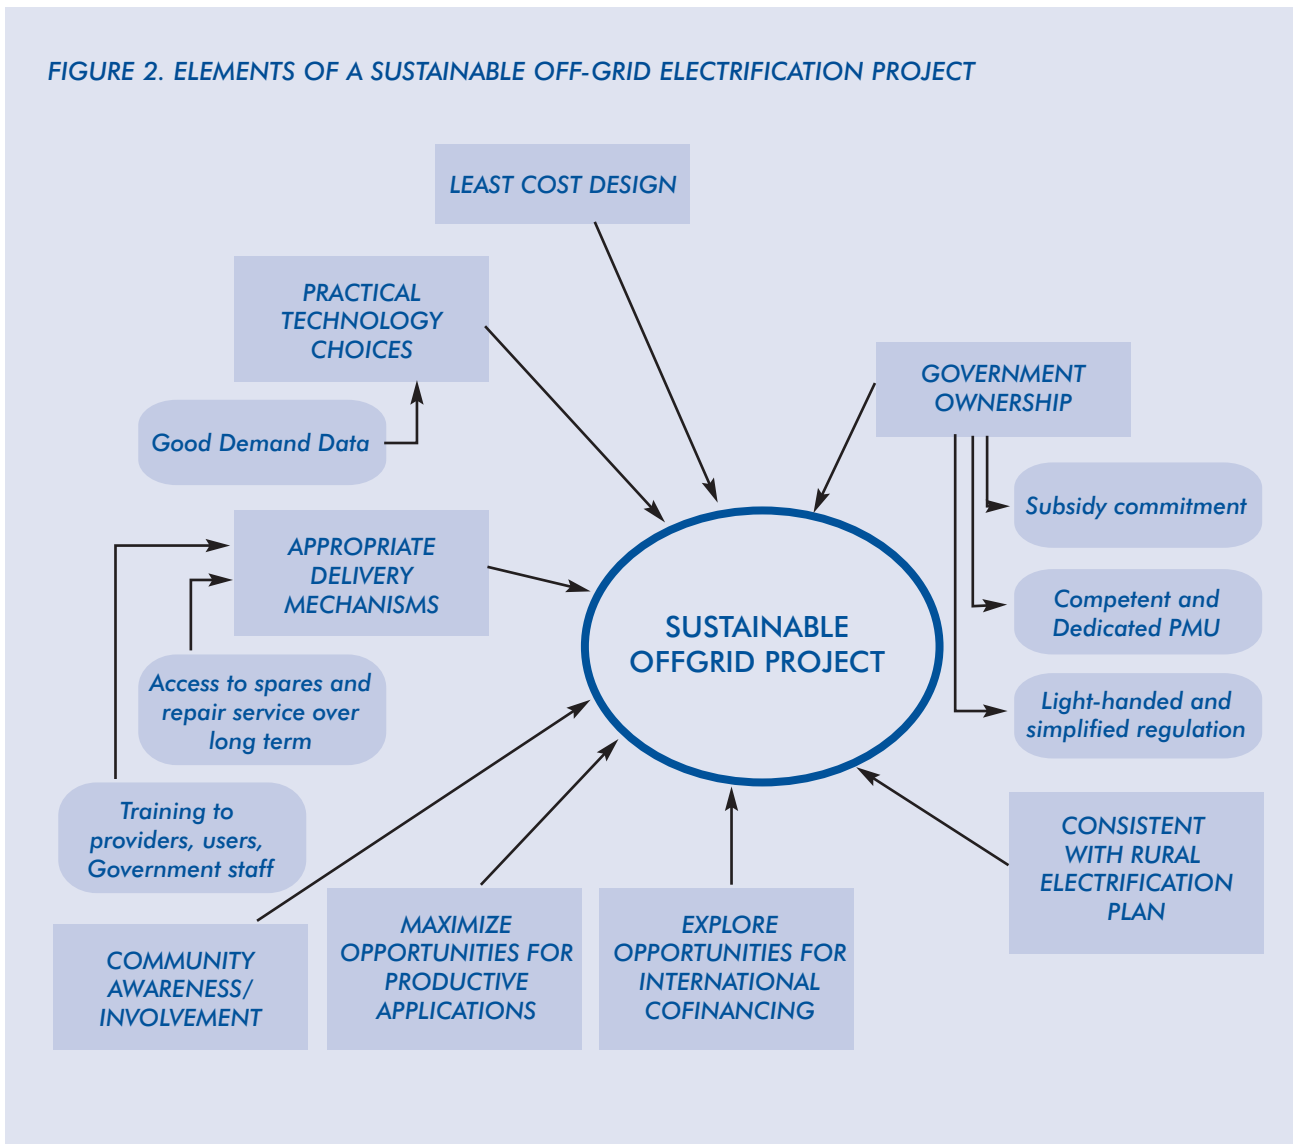 FIGURE 2. ELEMENTS OF A SUSTAINABLE OFF-GRID ELECTRIFICATION PROJECT
LEAST COST DESIGN
PRACTICAL
TECHNOLOGY
CHOICES
GOVERNMENT
OWNERSHIP
Good Demand Data
Subsidy commitment
APPROPRIATE
DELIVERY
MECHANISMS
Competent and
Dedicated PMU
SUSTAINABLE
OFFGRID PROJECT
Access to spares and
repair service over
long term
Light-handed and
simplified regulation
Training to
providers, users,
Government staff
CONSISTENT
WITH RURAL
ELECTRIFICATION
PLAN
COMMUNITY
AWARENESS/
INVOLVEMENT
MAXIMIZE
OPPORTUNITIES FOR
PRODUCTIVE
APPLICATIONS
EXPLORE
OPPORTUNITIES FOR
INTERNATIONAL
COFINANCING